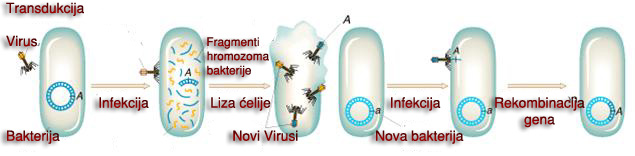 Transdukcija
Virus
Bakterija
A
Infekcija
A
Fragmenti
hromozoma
bakterije
Liza ćelije
Novi Virusi
A
a
Nova bakterija
Infekcija
A
a
Rekombinacija
gena
A